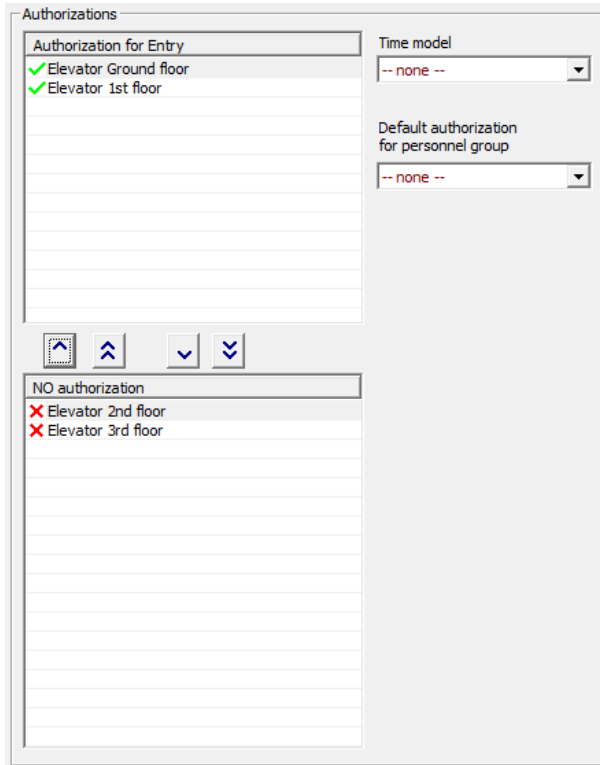 Authorizations
Authorization for Entry
Elevator Ground floor
Elevator 1st floor
Time model
-- none --
Default authorization
for personnel group
-- none --
NO authorization
Elevator 2nd floor
Elevator 3rd floor